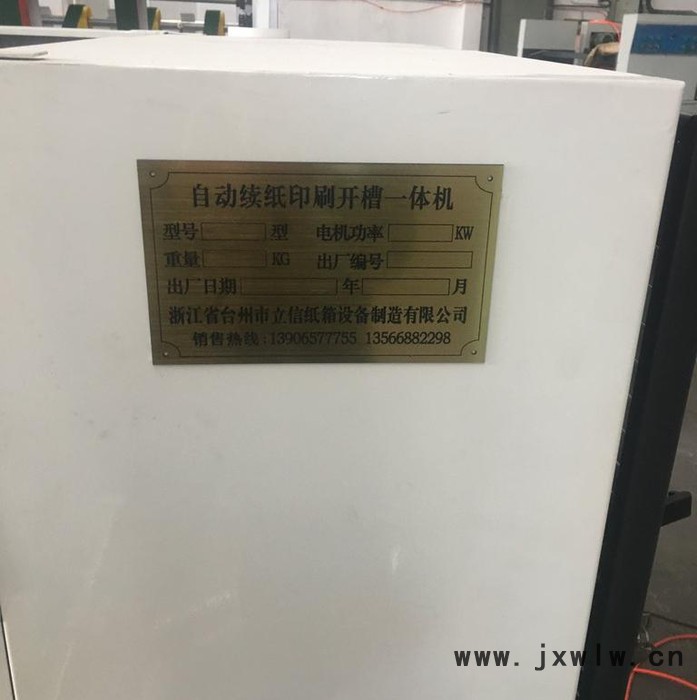 自动续纸印刷开槽一体机
型号 型 电机功率 KW
重量 KG 出厂编号
出厂日期 年 月
浙江省台州市立信纸箱设备制造有限公司
销售热线:13906577755 13566882298
www.jxwlw.cn